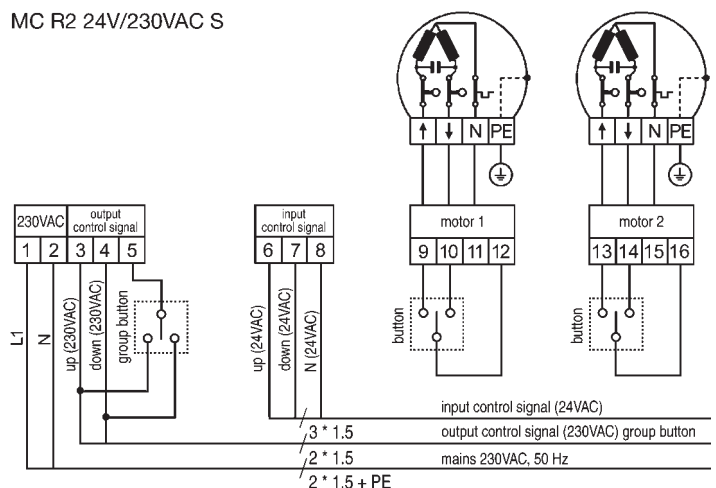 MC R2 24V/230VAC S
↑ ↓ N PE
↑ ↓ N PE
230VAC
output
control signal
input
control signal
motor 1
motor 2
1 2 3 4 5
6 7 8
9 10 11 12
13 14 15 16
L1
N
up (230VAC)
down (230VAC)
group button
up (24VAC)
down (24VAC)
N (24VAC)
button
button
input control signal (24VAC)
3 * 1.5
output control signal (230VAC) group button
2 * 1.5
mains 230VAC, 50 Hz
2 * 1.5 + PE